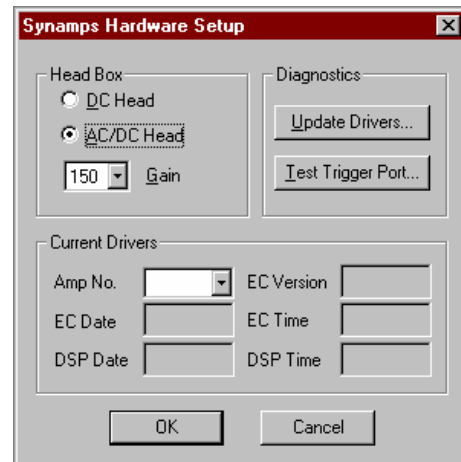 Synamps Hardware Setup
Head Box
DC Head
AC/DC Head
150 Gain
Diagnostics
Update Drivers...
Test Trigger Port...
Current Drivers
Amp No. EC Version
EC Date EC Time
DSP Date DSP Time
OK Cancel